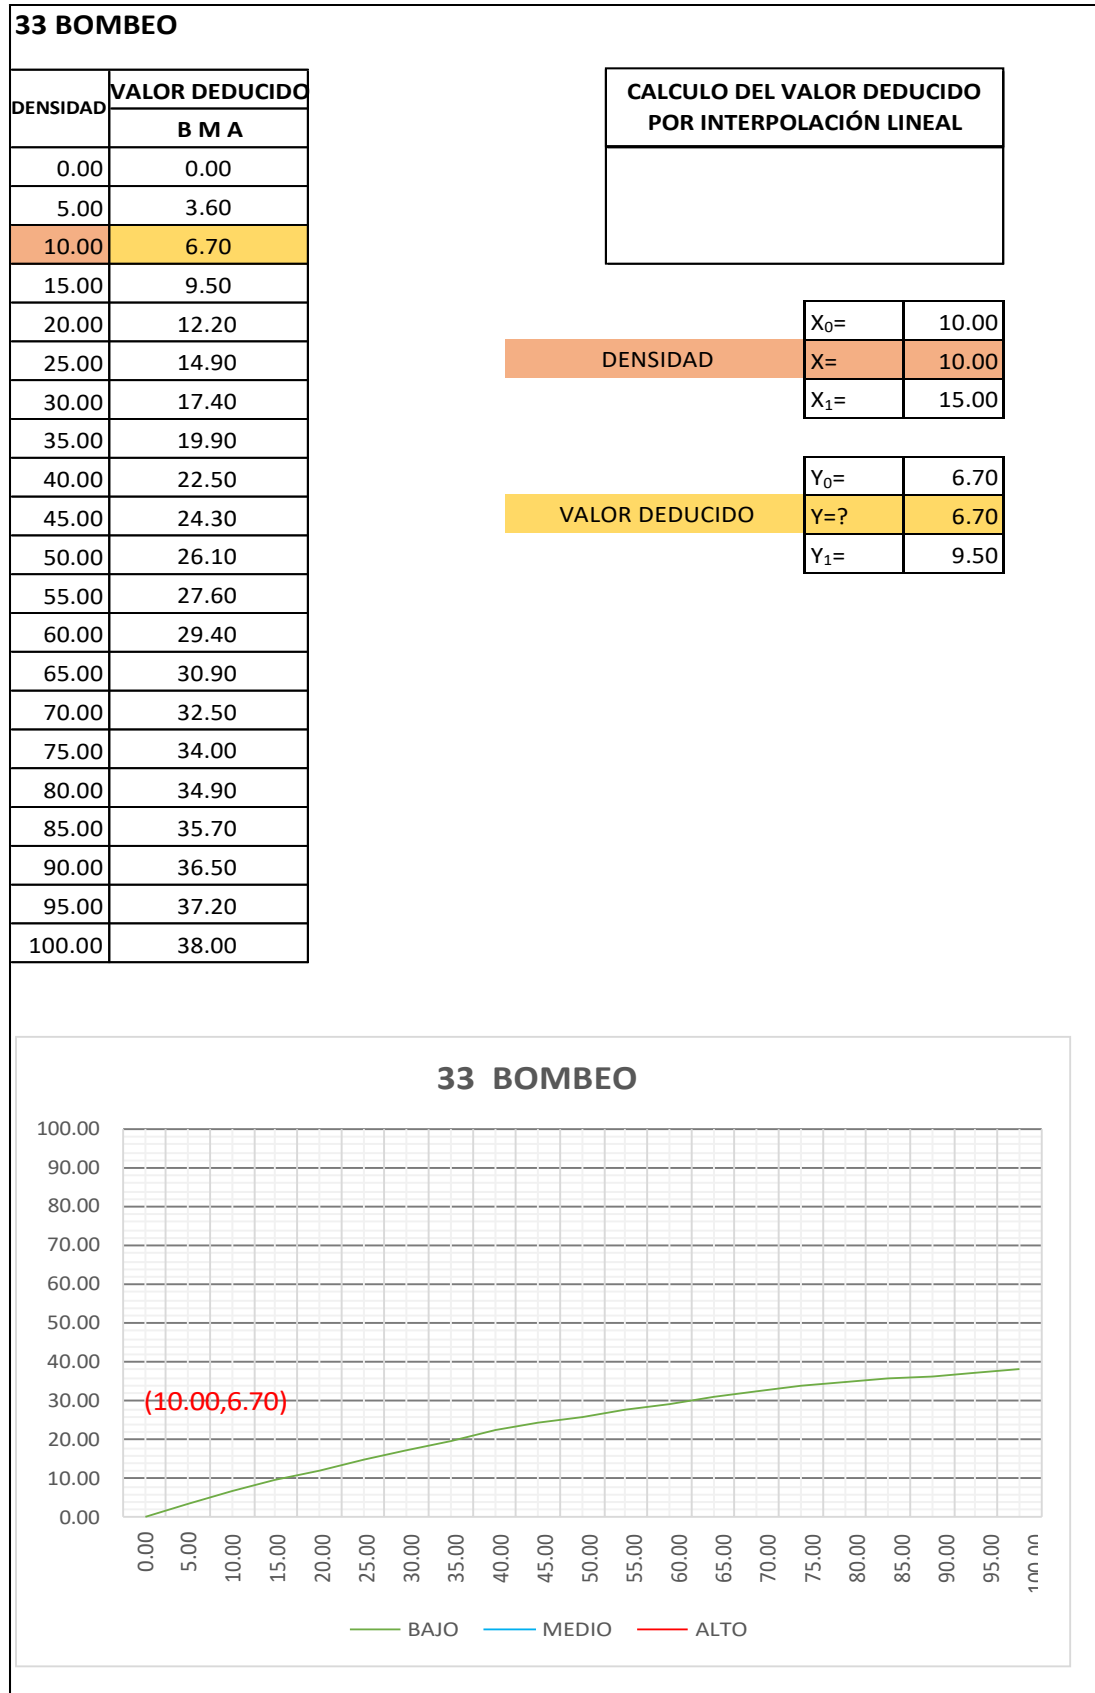 33 BOMBEO
DENSIDAD VALOR DEDUCIDO
B M A
0.00 0.00
5.00 3.60
10.00 6.70
15.00 9.50
20.00 12.20
25.00 14.90
30.00 17.40
35.00 19.90
40.00 22.50
45.00 24.30
50.00 26.10
55.00 27.60
60.00 29.40
65.00 30.90
70.00 32.50
75.00 34.00
80.00 34.90
85.00 35.70
90.00 36.50
95.00 37.20
100.00 38.00
CALCULO DEL VALOR DEDUCIDO
POR INTERPOLACIÓN LINEAL
X₀= 10.00
DENSIDAD X= 10.00
X₁= 15.00
Y₀= 6.70
VALOR DEDUCIDO Y=? 6.70
Y₁= 9.50
33 BOMBEO
100.00
90.00
80.00
70.00
60.00
50.00
40.00
30.00
20.00
10.00
0.00
(10.00,6.70)
0.00 5.00 10.00 15.00 20.00 25.00 30.00 35.00 40.00 45.00 50.00 55.00 60.00 65.00 70.00 75.00 80.00 85.00 90.00 95.00 100.00
BAJO MEDIO ALTO